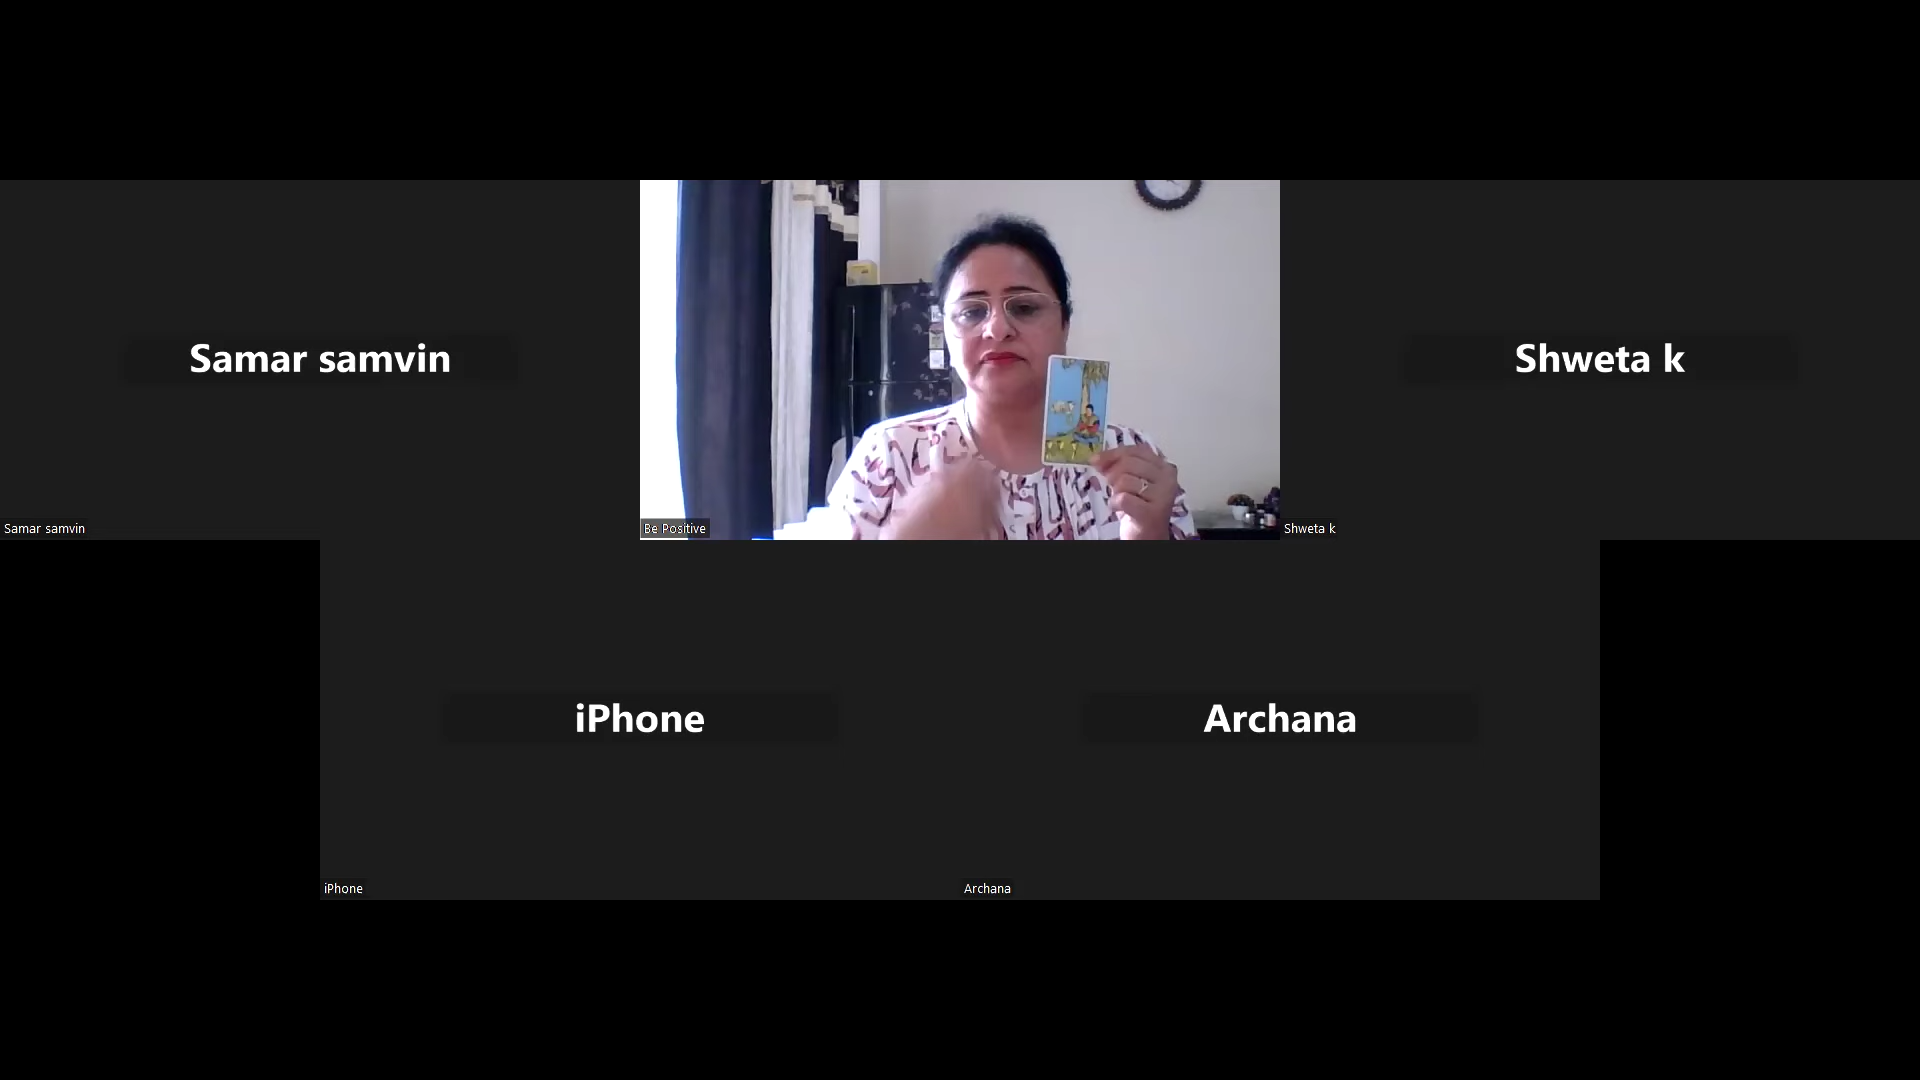 Samar samvin
Shweta k
Samar samvin
Be Positive
Shweta k
iPhone
Archana
iPhone
Archana